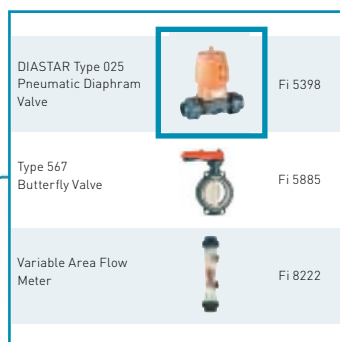 DIASTAR Type 025
Pneumatic Diaphram
Valve
Fi 5398
Type 567
Butterfly Valve
Fi 5885
Variable Area Flow
Meter
Fi 8222